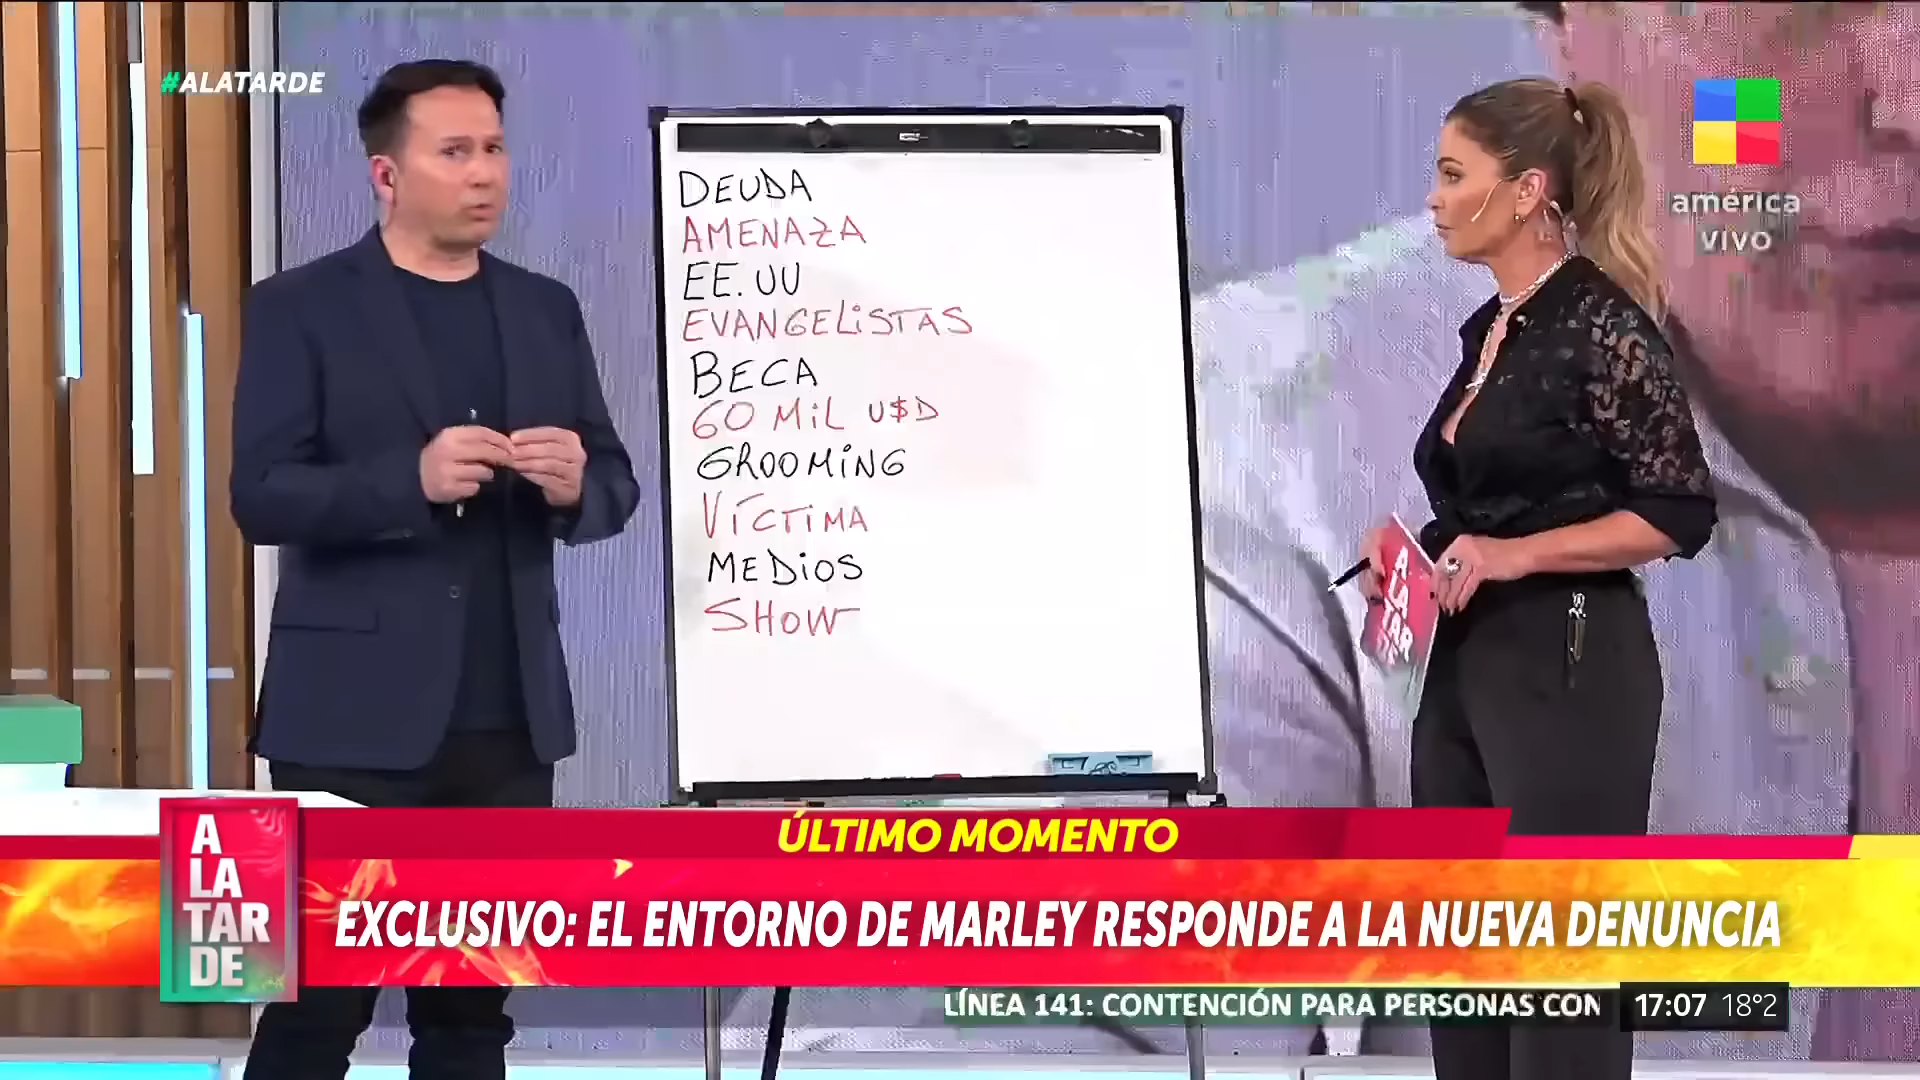 #ALATARDE
américa
VIVO
DEUDA
AMENAZA
EE.UU
EVANGELiSTAS
BECA
60 MiL U$D
GROOMiNG
VíCTiMA
MEDiOS
SHOW
A
LA
TAR
DE
ÚLTIMO MOMENTO
EXCLUSIVO: EL ENTORNO DE MARLEY RESPONDE A LA NUEVA DENUNCIA
LÍNEA 141: CONTENCIÓN PARA PERSONAS CON
17:07 18°2